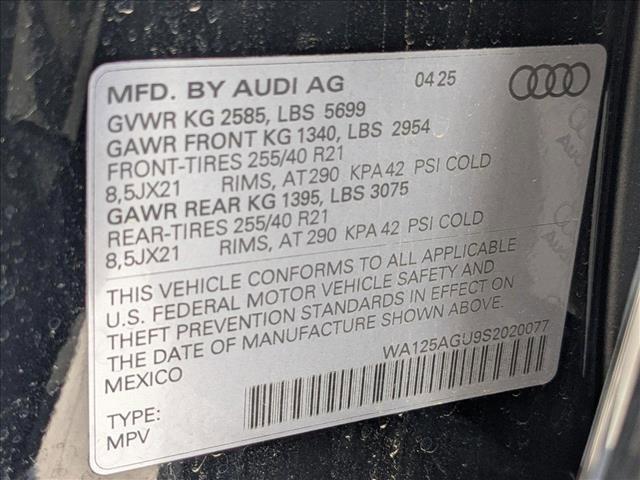 MFD. BY AUDI AG 04 25
GVWR KG 2585, LBS 5699
GAWR FRONT KG 1340, LBS 2954
FRONT-TIRES 255/40 R21
8,5JX21 RIMS, AT 290 KPA 42 PSI COLD
GAWR REAR KG 1395, LBS 3075
REAR-TIRES 255/40 R21
8,5JX21 RIMS, AT 290 KPA 42 PSI COLD
THIS VEHICLE CONFORMS TO ALL APPLICABLE
U.S. FEDERAL MOTOR VEHICLE SAFETY AND
THEFT PREVENTION STANDARDS IN EFFECT ON
THE DATE OF MANUFACTURE SHOWN ABOVE.
MEXICO WA125AGU9S2020077
TYPE:
MPV